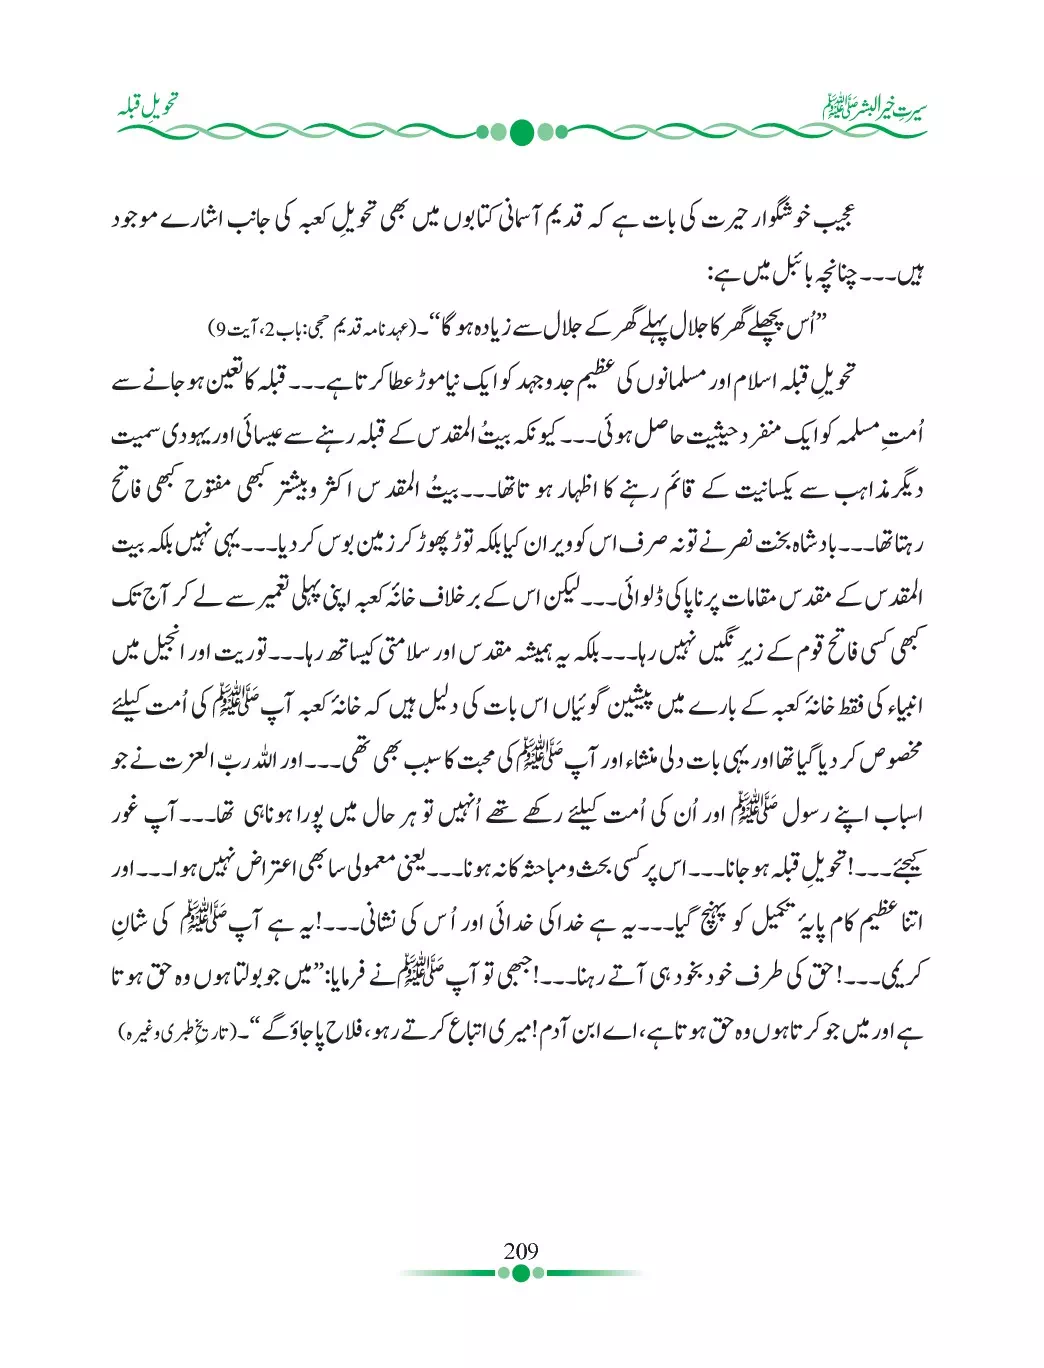 سیرتِ خیر البشر ﷺ
تحویلِ قبلہ
عجیب خوشگوار حیرت کی بات ہے کہ قدیم آسمانی کتابوں میں بھی تحویلِ کعبہ کی جانب اشارے موجود
ہیں۔۔۔ چنانچہ بائبل میں ہے:
”اُس پچھلے گھر کا جلال پہلے گھر کے جلال سے زیادہ ہو گا“۔ (عہد نامہ قدیم حجی: باب 2، آیت 9)
تحویلِ قبلہ اسلام اور مسلمانوں کی عظیم جدوجہد کو ایک نیا موڑ عطا کرتا ہے۔۔۔ قبلہ کا تعین ہو جانے سے
اُمتِ مسلمہ کو ایک منفرد حیثیت حاصل ہوئی۔۔۔ کیونکہ بیتُ المقدس کے قبلہ رہنے سے عیسائی اور یہودی سمیت
دیگر مذاہب سے یکسانیت کے قائم رہنے کا اظہار ہو تا تھا۔۔۔ بیتُ المقدس اکثر و بیشتر کبھی مفتوح کبھی فاتح
رہتا تھا۔۔۔ بادشاہ بخت نصر نے تو نہ صرف اس کو ویران کیا بلکہ توڑ پھوڑ کر زمین بوس کر دیا۔۔۔ یہی نہیں بلکہ بیت
المقدس کے مقدس مقامات پر ناپاکی ڈلوائی۔۔۔ لیکن اس کے برخلاف خانۂ کعبہ اپنی پہلی تعمیر سے لے کر آج تک
کبھی کسی فاتح قوم کے زیرِ نگیں نہیں رہا۔۔۔ بلکہ یہ ہمیشہ مقدس اور سلامتی کیساتھ رہا۔۔۔ توریت اور انجیل میں
انبیاء کی فقط خانۂ کعبہ کے بارے میں پیشین گوئیاں اس بات کی دلیل ہیں کہ خانۂ کعبہ آپ ﷺ کی اُمت کیلئے
مخصوص کر دیا گیا تھا اور یہی بات دلی منشاء اور آپ ﷺ کی محبت کا سبب بھی تھی۔۔۔ اور اللہ ربّ العزت نے جو
اسباب اپنے رسول ﷺ اور اُن کی اُمت کیلئے رکھے تھے اُنہیں تو ہر حال میں پورا ہونا ہی تھا۔۔۔ آپ غور
کیجئے۔۔۔! تحویلِ قبلہ ہو جانا۔۔۔ اس پر کسی بحث و مباحثہ کا نہ ہونا۔۔۔ یعنی معمولی سا بھی اعتراض نہیں ہوا۔۔۔ اور
اتنا عظیم کام پایۂ تکمیل کو پہنچ گیا۔۔۔ یہ ہے خدا کی خدائی اور اُس کی نشانی۔۔۔! یہ ہے آپ ﷺ کی شانِ
کریمی۔۔۔! حق کی طرف خود بخود ہی آتے رہنا۔۔۔! جبھی تو آپ ﷺ نے فرمایا: ”میں جو بولتا ہوں وہ حق ہوتا
ہے اور میں جو کرتا ہوں وہ حق ہوتا ہے، اے ابن آدم! میری اتباع کرتے رہو، فلاح پا جاؤ گے“۔ (تاریخِ طبری وغیرہ)
209